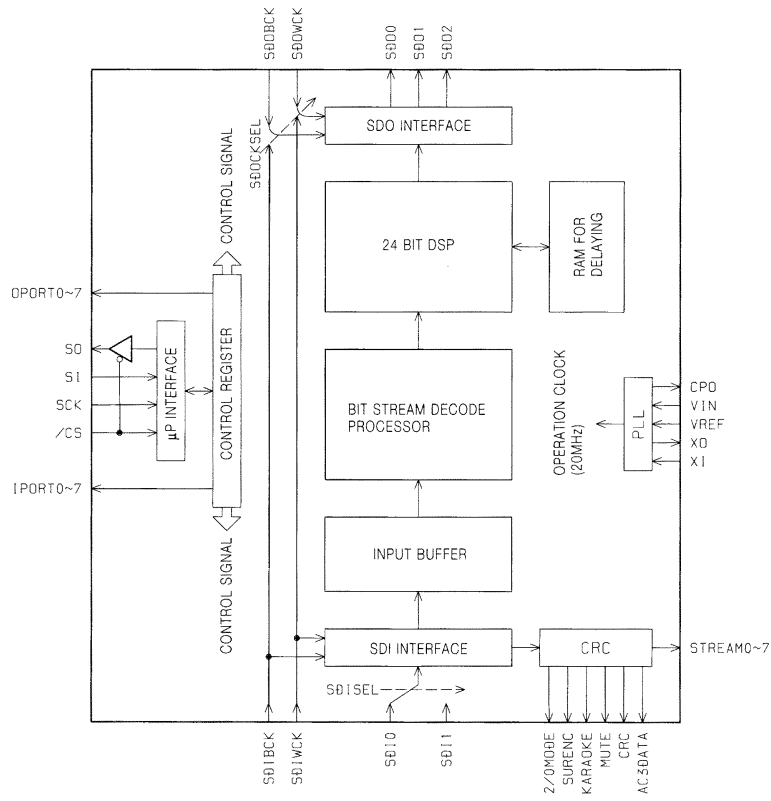 SDOBCK
SDOWCK
SDO0
SDO1
SDO2
SDOCKSEL
SDO INTERFACE
CONTROL SIGNAL
24 BIT DSP
RAM FOR
DELAYING
OPORT0~7
SO
SI
SCK
/CS
µP INTERFACE
CONTROL REGISTER
BIT STREAM DECODE
PROCESSOR
OPERATION CLOCK
(20MHz)
PLL
CPO
VIN
VREF
XO
XI
IPORT0~7
CONTROL SIGNAL
INPUT BUFFER
SDI INTERFACE
CRC
STREAM0~7
SDISEL
SDIBCK
SDIWCK
SDI0
SDI1
2/0MODE
SURENC
KARAOKE
MUTE
CRC
AC3DATA